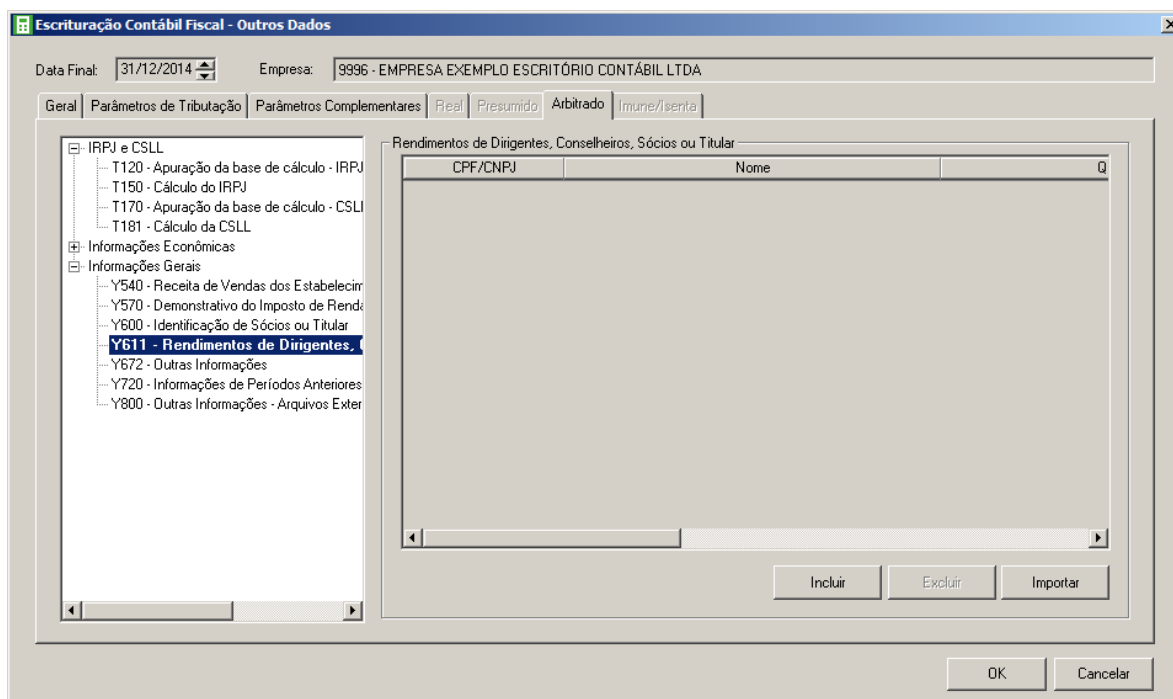 Escrituração Contábil Fiscal - Outros Dados
Data Final: 31/12/2014 Empresa: 9996 - EMPRESA EXEMPLO ESCRITÓRIO CONTÁBIL LTDA
Geral Parâmetros de Tributação Parâmetros Complementares Real Presumido Arbitrado Imune/Isenta
IRPJ e CSLL
T120 - Apuração da base de cálculo - IRPJ
T150 - Cálculo do IRPJ
T170 - Apuração da base de cálculo - CSLL
T181 - Cálculo da CSLL
Informações Econômicas
Informações Gerais
Y540 - Receita de Vendas dos Estabelecim
Y570 - Demonstrativo do Imposto de Renda
Y600 - Identificação de Sócios ou Titular
Y611 - Rendimentos de Dirigentes,
Y672 - Outras Informações
Y720 - Informações de Períodos Anteriores
Y800 - Outras Informações - Arquivos Exter
Rendimentos de Dirigentes, Conselheiros, Sócios ou Titular
CPF/CNPJ Nome Q
Incluir Excluir Importar
OK Cancelar